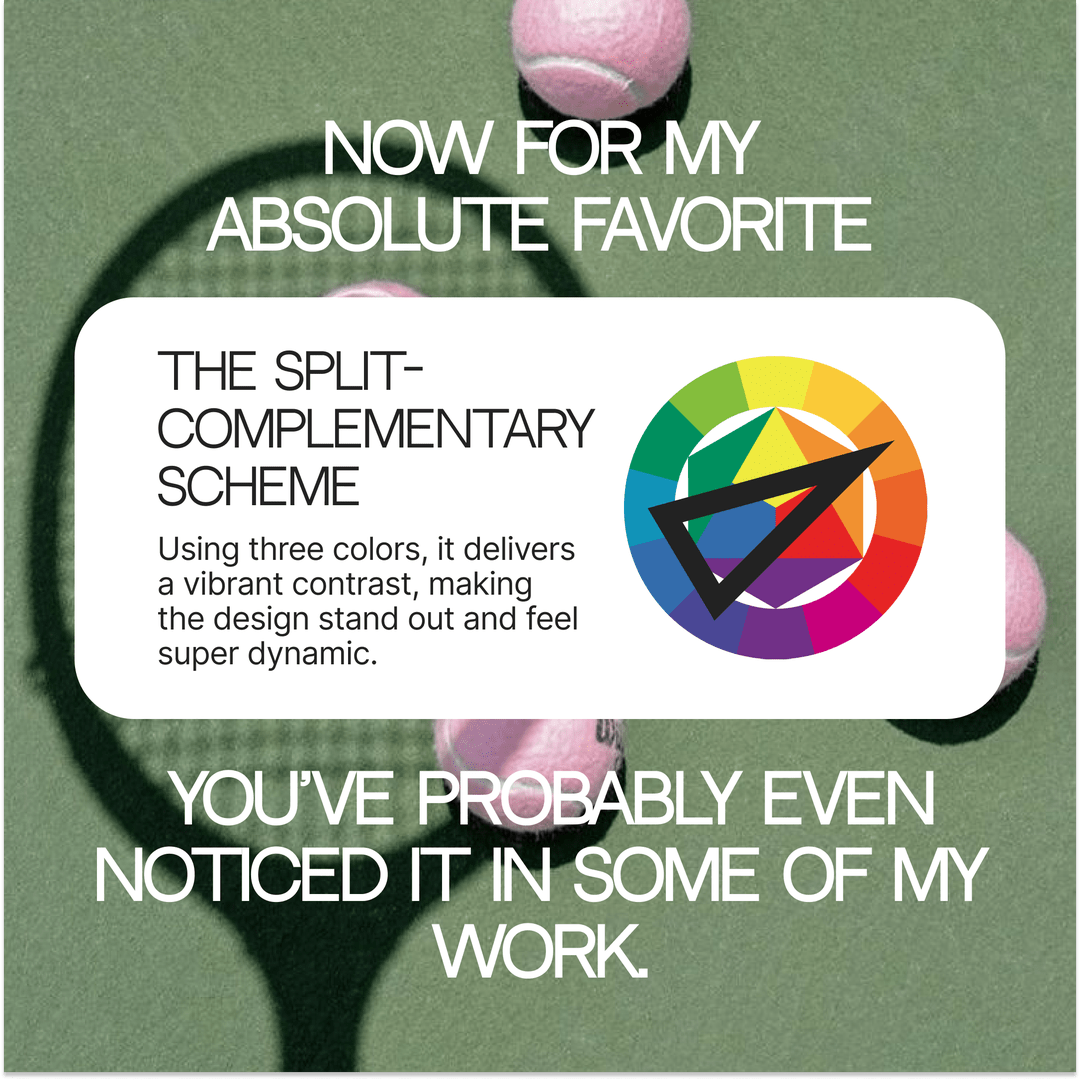 NOW FOR MY
ABSOLUTE FAVORITE
THE SPLIT-
COMPLEMENTARY
SCHEME
Using three colors, it delivers
a vibrant contrast, making
the design stand out and feel
super dynamic.
YOU’VE PROBABLY EVEN
NOTICED IT IN SOME OF MY
WORK.